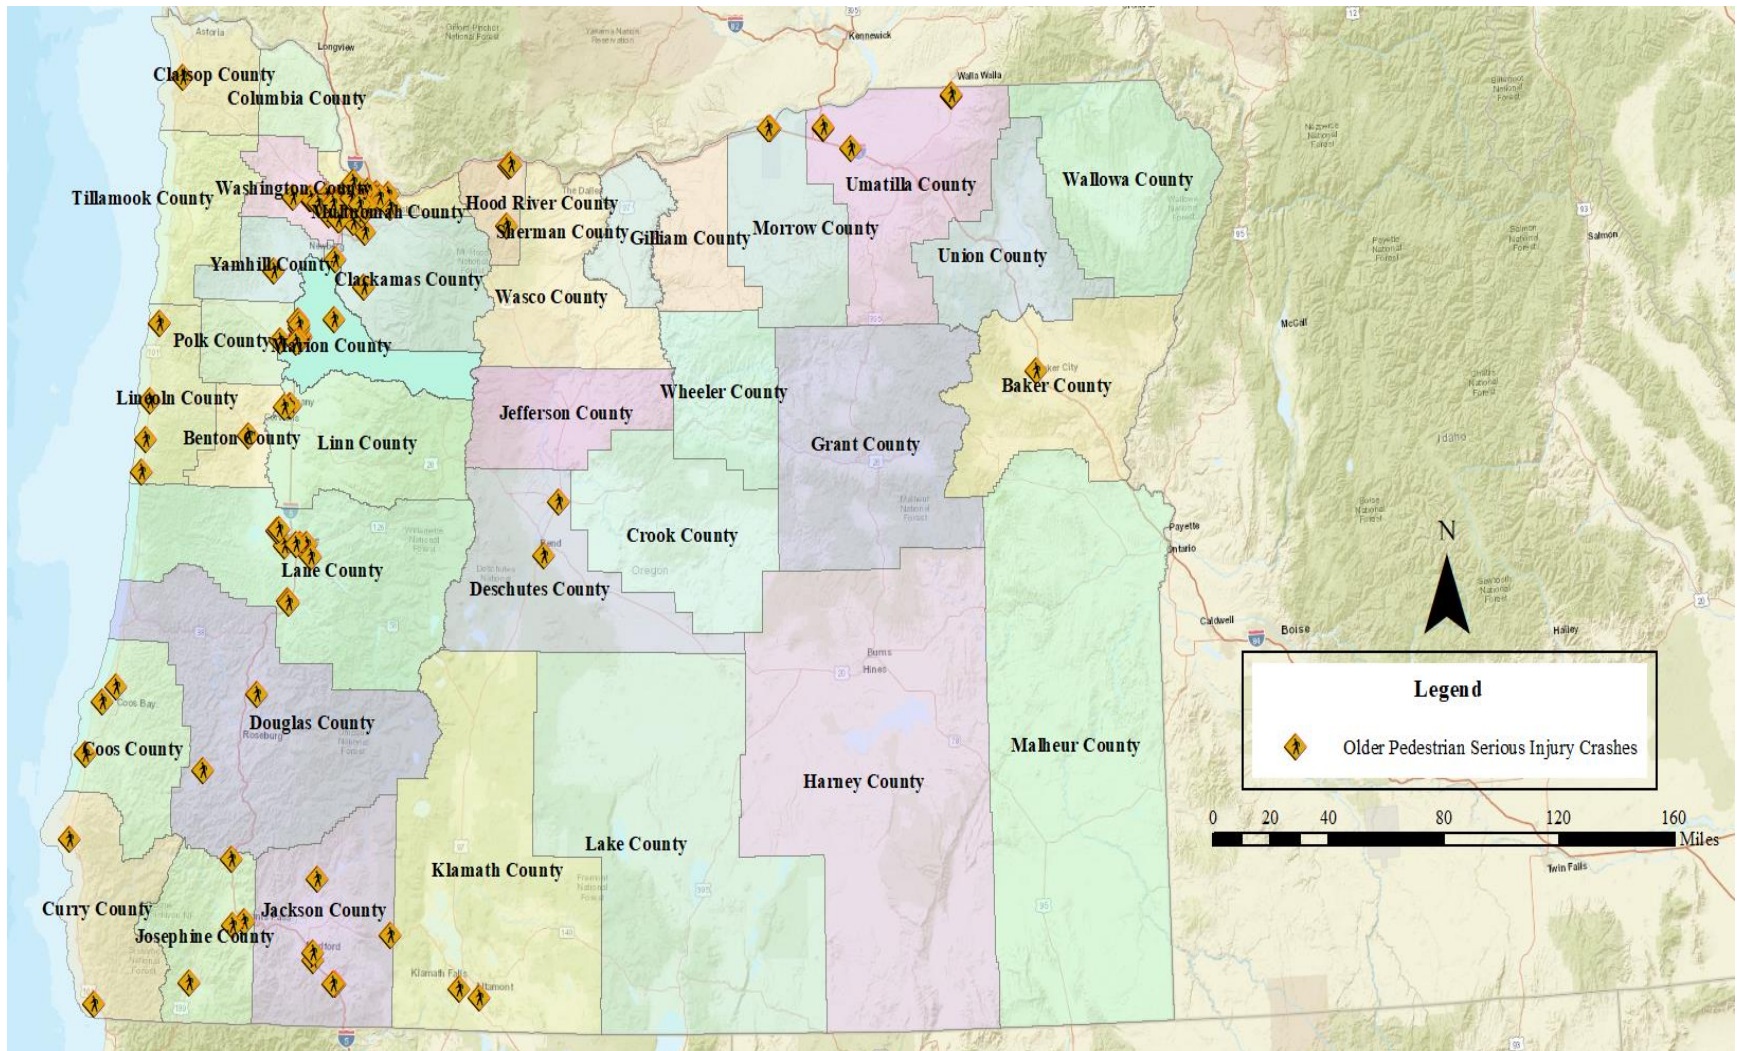 Astoria
Longview
Kennewick
Walla Walla
Clatsop County
Columbia County
Washington County
Tillamook County
Multnomah County
Hood River County
The Dalles
Sherman County
Gilliam County
Morrow County
Umatilla County
Wallowa County
Union County
Yamhill County
Clackamas County
Wasco County
Polk County
Marion County
Lincoln County
Benton County
Linn County
Jefferson County
Wheeler County
Grant County
Baker County
Salmon
McCall
Idaho
Crook County
Bend
Oregon
Deschutes County
Lane County
Payette
Ontario
Caldwell
Boise
Hailey
Burns
Hines
Coos Bay
Coos County
Douglas County
Roseburg
Malheur County
Harney County
Lake County
Klamath County
Curry County
Josephine County
Jackson County
Klamath Falls
Altamont
Twin Falls
N
Legend
Older Pedestrian Serious Injury Crashes
0 20 40 80 120 160
Miles